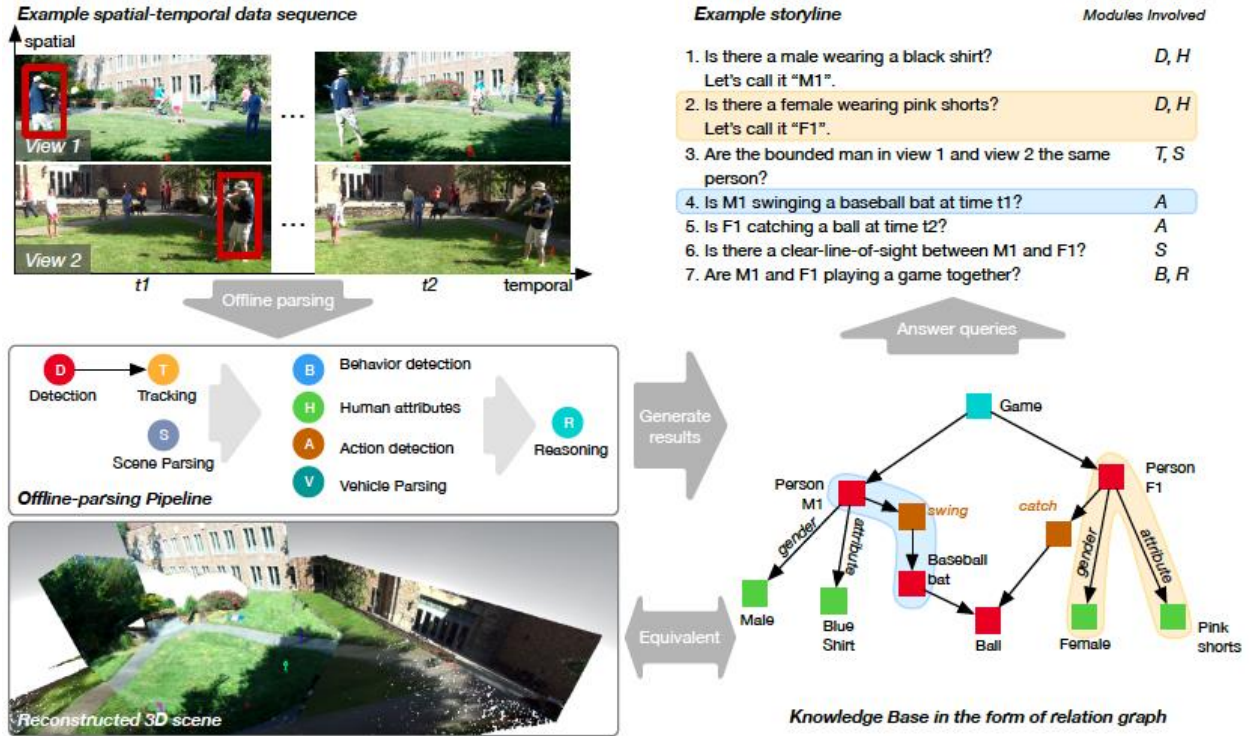 Example spatial-temporal data sequence
spatial
View 1
...
...
View 2
t1
t2
temporal
Offline parsing
Example storyline
Modules Involved
1. Is there a male wearing a black shirt?
D, H
Let's call it "M1".
2. Is there a female wearing pink shorts?
D, H
Let's call it "F1".
3. Are the bounded man in view 1 and view 2 the same
T, S
person?
4. Is M1 swinging a baseball bat at time t1?
A
5. Is F1 catching a ball at time t2?
A
6. Is there a clear-line-of-sight between M1 and F1?
S
7. Are M1 and F1 playing a game together?
B, R
Answer queries
D
Detection
T
Tracking
S
Scene Parsing
B
Behavior detection
H
Human attributes
A
Action detection
V
Vehicle Parsing
R
Reasoning
Offline-parsing Pipeline
Generate
results
Reconstructed 3D scene
Equivalent
Game
Person
M1
Person
F1
swing
catch
gender
attribute
gender
attribute
Baseball
bat
Male
Blue
Shirt
Ball
Female
Pink
shorts
Knowledge Base in the form of relation graph